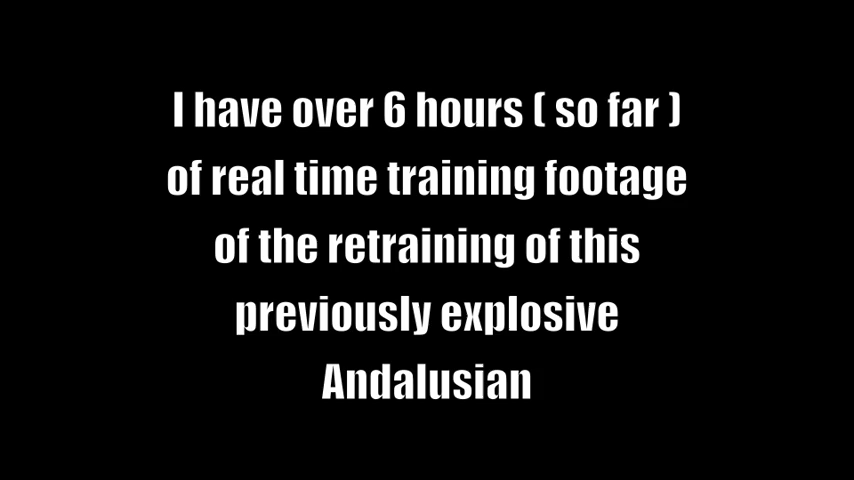 I have over 6 hours ( so far )
of real time training footage
of the retraining of this
previously explosive
Andalusian